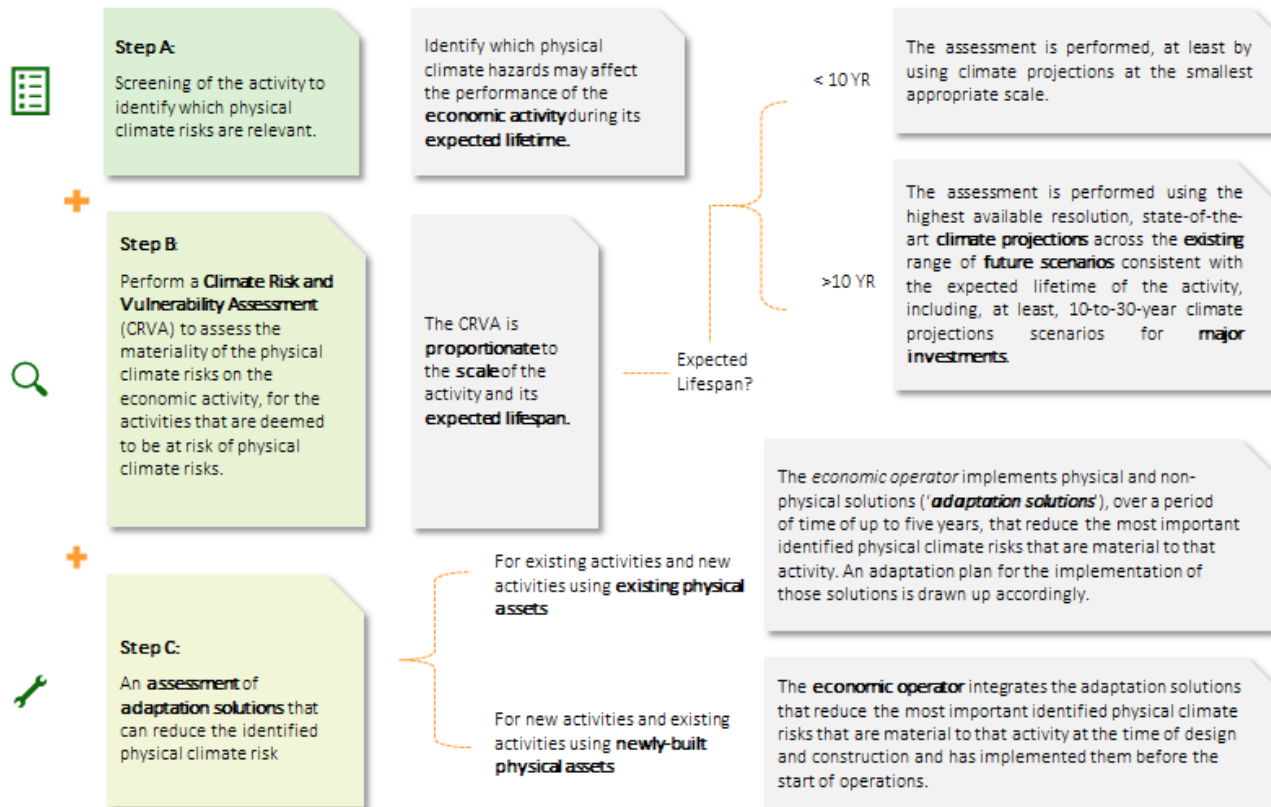 Step A:
Screening of the activity to
identify which physical
climate risks are relevant.
Identify which physical
climate hazards may affect
the performance of the
economic activity during its
expected lifetime.
< 10 YR
The assessment is performed, at least by
using climate projections at the smallest
appropriate scale.
Step B:
Perform a Climate Risk and
Vulnerability Assessment
(CRVA) to assess the
materiality of the physical
climate risks on the
economic activity, for the
activities that are deemed
to be at risk of physical
climate risks.
The CRVA is
proportionate to
the scale of the
activity and its
expected lifespan.
Expected
Lifespan?
>10 YR
The assessment is performed using the
highest available resolution, state-of-the-
art climate projections across the existing
range of future scenarios consistent with
the expected lifetime of the activity,
including, at least, 10-to-30-year climate
projections scenarios for major
investments.
Step C:
An assessment of
adaptation solutions that
can reduce the identified
physical climate risk
For existing activities and new
activities using existing physical
assets
The economic operator implements physical and non-
physical solutions (‘adaptation solutions’), over a period
of time of up to five years, that reduce the most important
identified physical climate risks that are material to that
activity. An adaptation plan for the implementation of
those solutions is drawn up accordingly.
For new activities and existing
activities using newly-built
physical assets
The economic operator integrates the adaptation solutions
that reduce the most important identified physical climate
risks that are material to that activity at the time of design
and construction and has implemented them before the
start of operations.